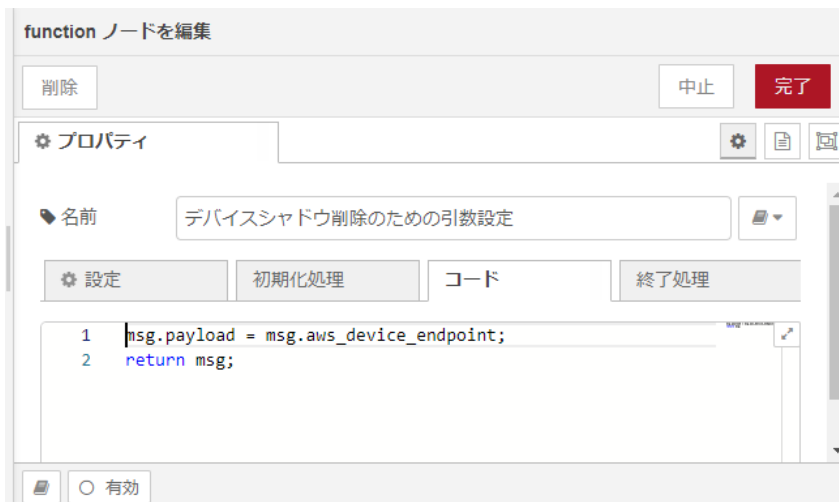 function ノードを編集
削除 中止 完了
プロパティ
名前 デバイスシャドウ削除のための引数設定
設定 初期化処理 コード 終了処理
1 msg.payload = msg.aws_device_endpoint;
2 return msg;
有効